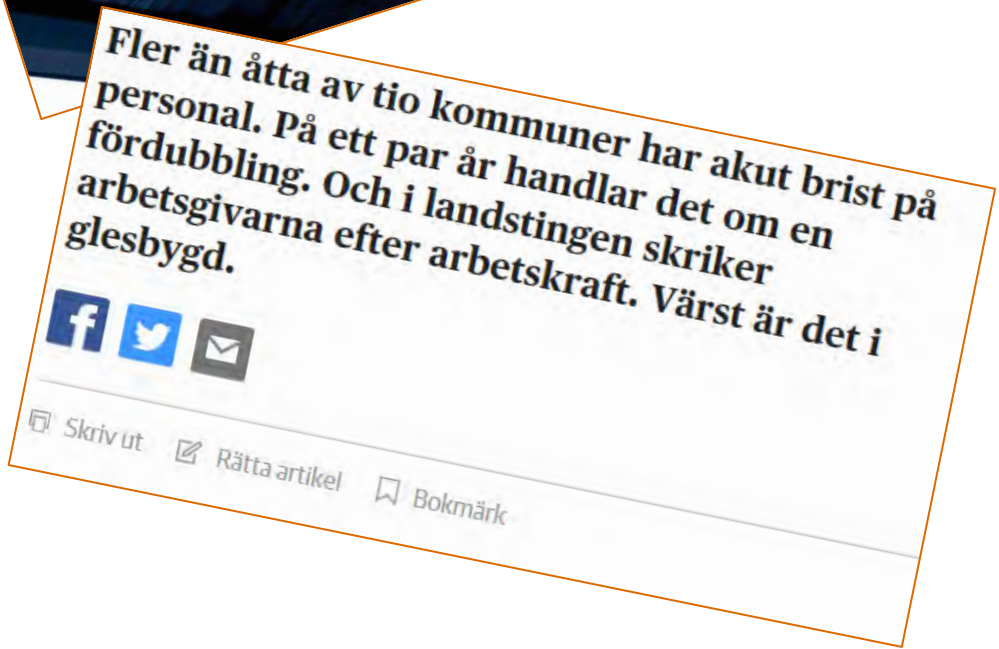 Fler än åtta av tio kommuner har akut brist på
personal. På ett par år handlar det om en
fördubbling. Och i landstingen skriker
arbetsgivarna efter arbetskraft. Värst är det i
glesbygd.
Skriv ut Rätta artikel Bokmärk